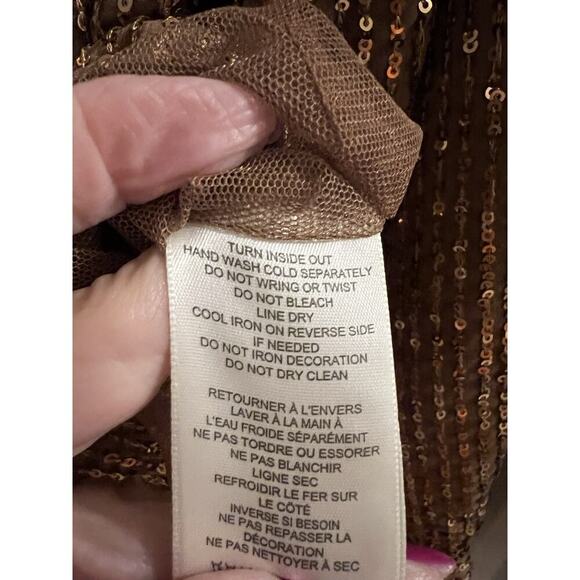 TURN INSIDE OUT
HAND WASH COLD SEPARATELY
DO NOT WRING OR TWIST
DO NOT BLEACH
LINE DRY
COOL IRON ON REVERSE SIDE
IF NEEDED
DO NOT IRON DECORATION
DO NOT DRY CLEAN
RETOURNER À L'ENVERS
LAVER À LA MAIN À
L'EAU FROIDE SÉPARÉMENT
NE PAS TORDRE OU ESSORER
NE PAS BLANCHIR
LIGNE SEC
REFROIDIR LE FER SUR
LE CÔTÉ
INVERSE SI BESOIN
NE PAS REPASSER LA
DÉCORATION
NE PAS NETTOYER À SEC